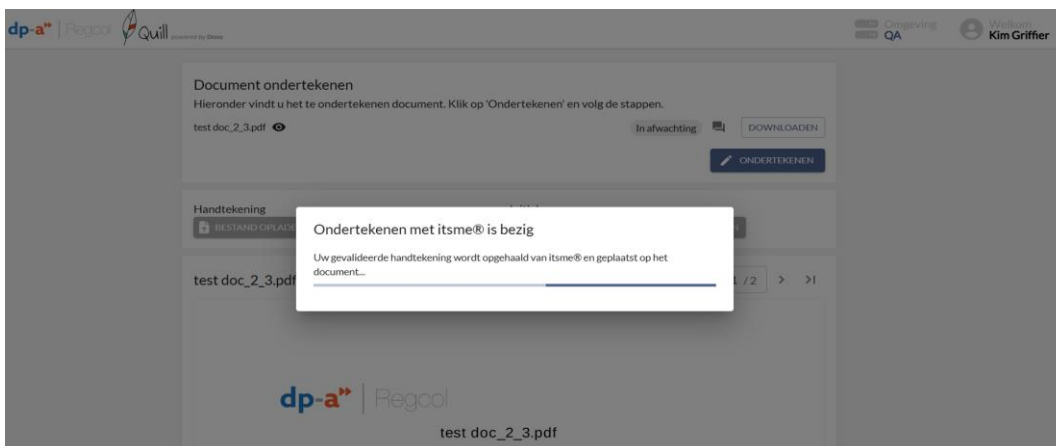 dp-a | Regcol Quill powered by Dioss
Omgeving
QA
Welkom
Kim Griffier
Document ondertekenen
Hieronder vindt u het te ondertekenen document. Klik op 'Ondertekenen' en volg de stappen.
test doc_2_3.pdf In afwachting DOWNLOADEN
ONDERTEKENEN
Handtekening
BESTAND OPLADE
Ondertekenen met itsme® is bezig
Uw gevalideerde handtekening wordt opgehaald van itsme® en geplaatst op het
document...
test doc_2_3.pdf / 2
dp-a | Regcol
test doc_2_3.pdf